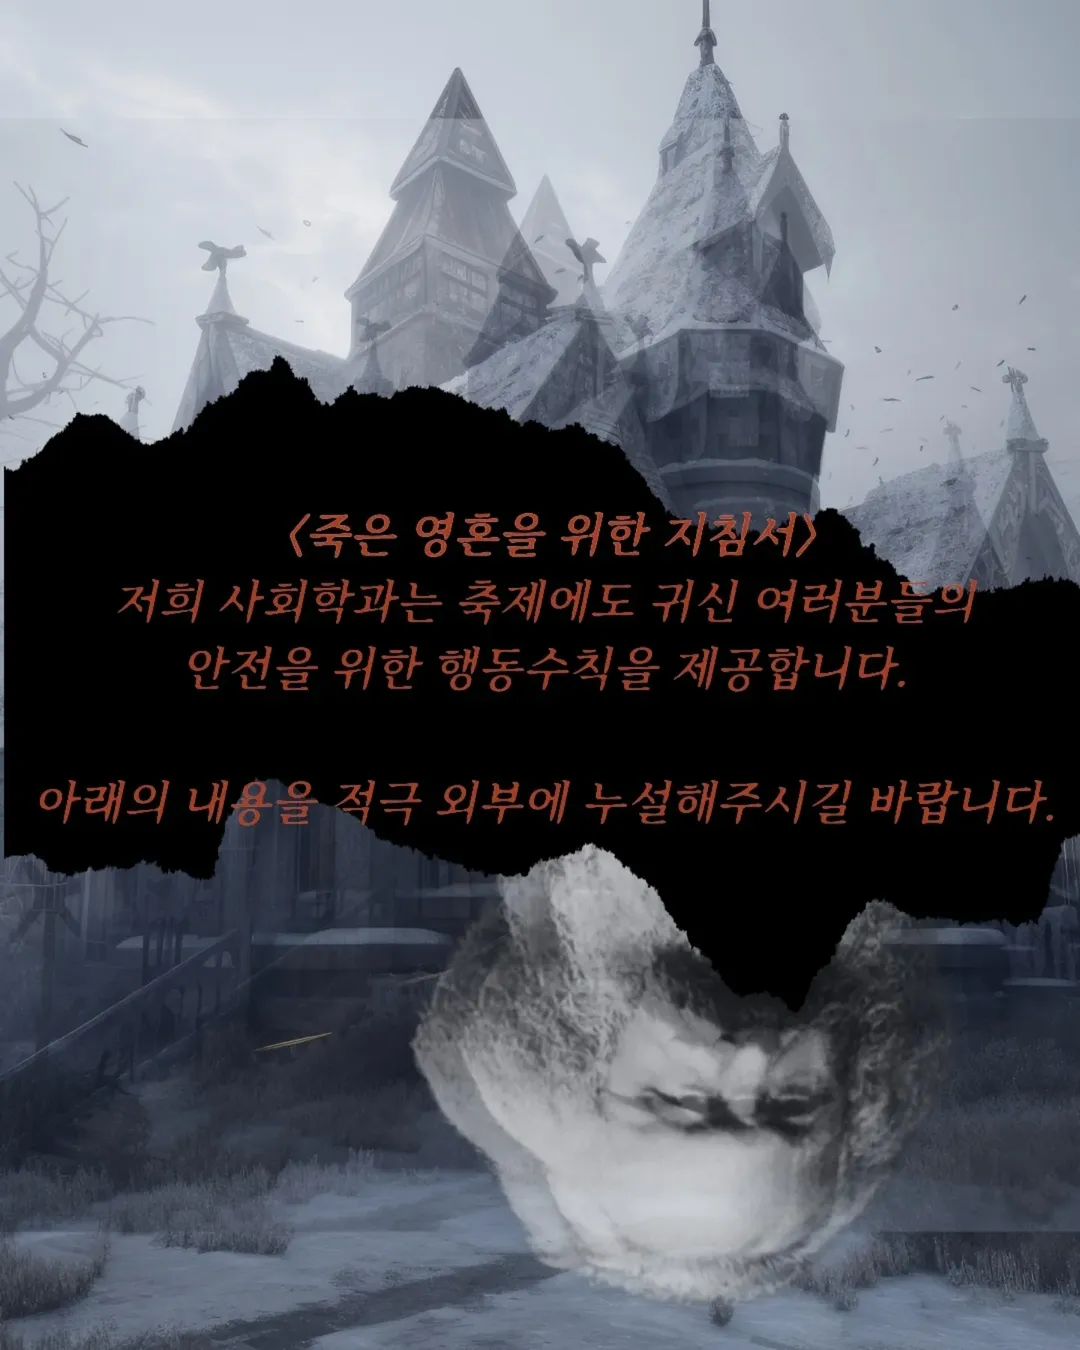 <죽은 영혼을 위한 지침서>
저희 사회학과는 축제에도 귀신 여러분들의
안전을 위한 행동수칙을 제공합니다.
아래의 내용을 적극 외부에 누설해주시길 바랍니다.